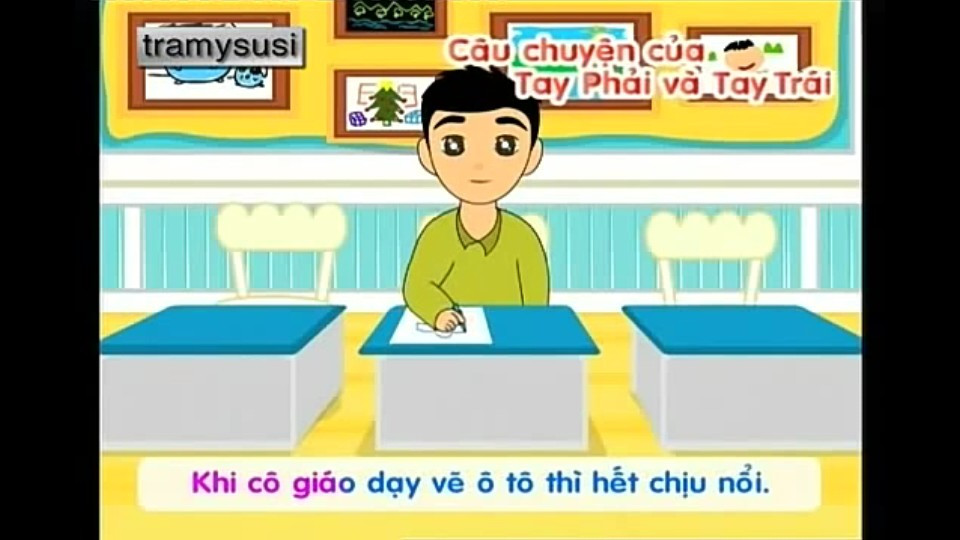 tramysusi
Câu chuyện của
Tay Phải và Tay Trái
Khi cô giáo dạy vẽ ô tô thì hết chịu nổi.